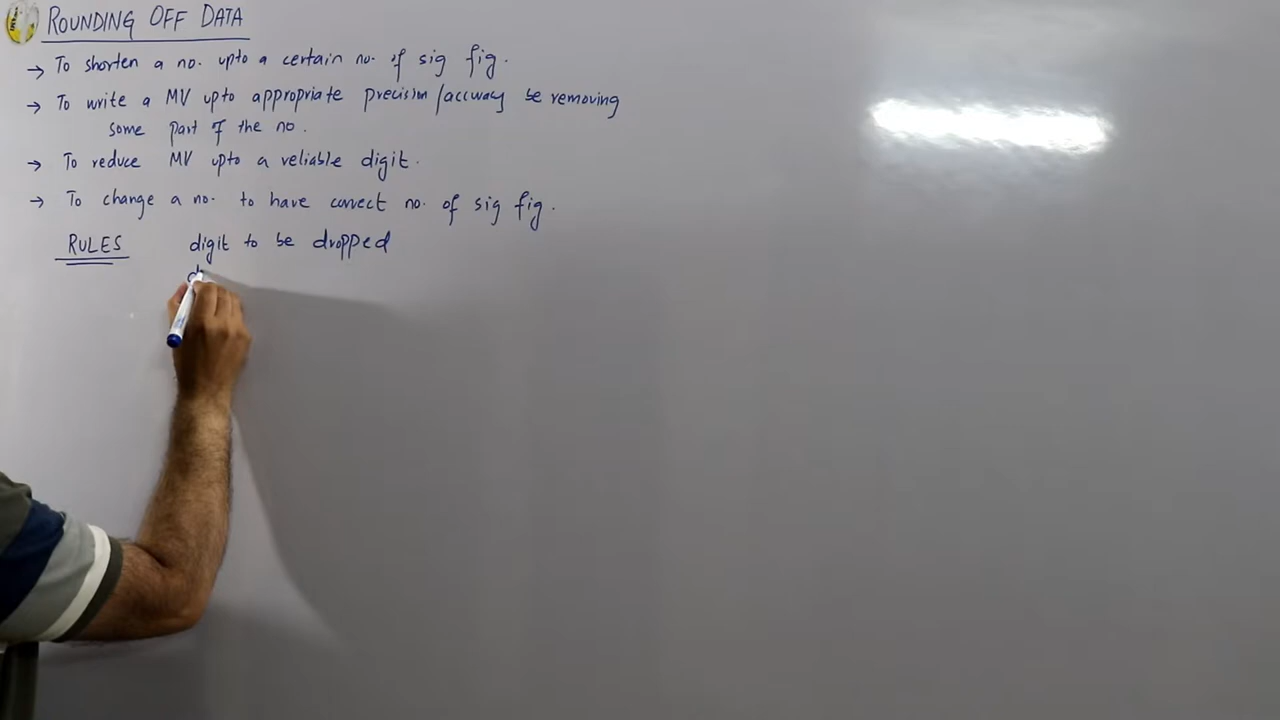 ROUNDING OFF DATA
→ To shorten a no. upto a certain no. of sig fig.
→ To write a MV upto appropriate precision/accuracy be removing
some part of the no.
→ To reduce MV upto a reliable digit.
→ To change a no. to have correct no. of sig fig.
RULES digit to be dropped
d